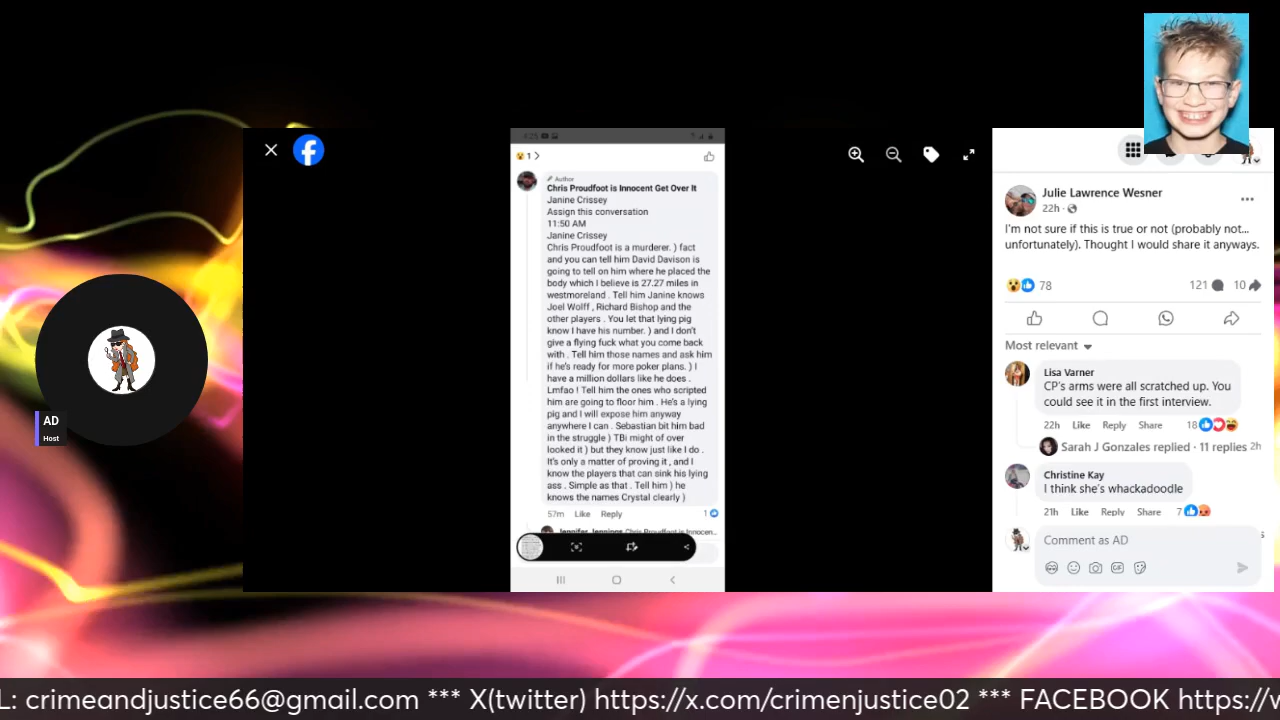 4:25
1
Author
Chris Proudfoot is Innocent Get Over It
Janine Crissey
Assign this conversation
11:50 AM
Janine Crissey
Chris Proudfoot is a murderer. ) fact
and you can tell him David Davison is
going to tell on him where he placed the
body which I believe is 27.27 miles in
westmoreland . Tell him Janine knows
Joel Wolff , Richard Bishop and the
other players . You let that lying pig
know I have his number. ) and I don't
give a flying fuck what you come back
with . Tell him those names and ask him
if he's ready for more poker plans. ) I
have a million dollars like he does .
Lmfao ! Tell him the ones who scripted
him are going to floor him . He's a lying
pig and I will expose him anyway
anywhere I can . Sebastian bit him bad
in the struggle ) TBi might of over
looked it ) but they know just like I do .
It's only a matter of proving it , and I
know the players that can sink his lying
ass . Simple as that . Tell him ) he
knows the names Crystal clearly )
57m Like Reply 1
Jennifer Jennings Chris Proudfoot is Innocen...
AD
Host
Julie Lawrence Wesner
22h ·
I'm not sure if this is true or not (probably not...
unfortunately). Thought I would share it anyways.
78 121 10
Most relevant
Lisa Varner
CP's arms were all scratched up. You
could see it in the first interview.
22h Like Reply Share 18
Sarah J Gonzales replied · 11 replies 2h
Christine Kay
I think she's whackadoodle
21h Like Reply Share 7
Comment as AD
GIF
L: crimeandjustice66@gmail.com *** X(twitter) https://x.com/crimenjustice02 *** FACEBOOK https://